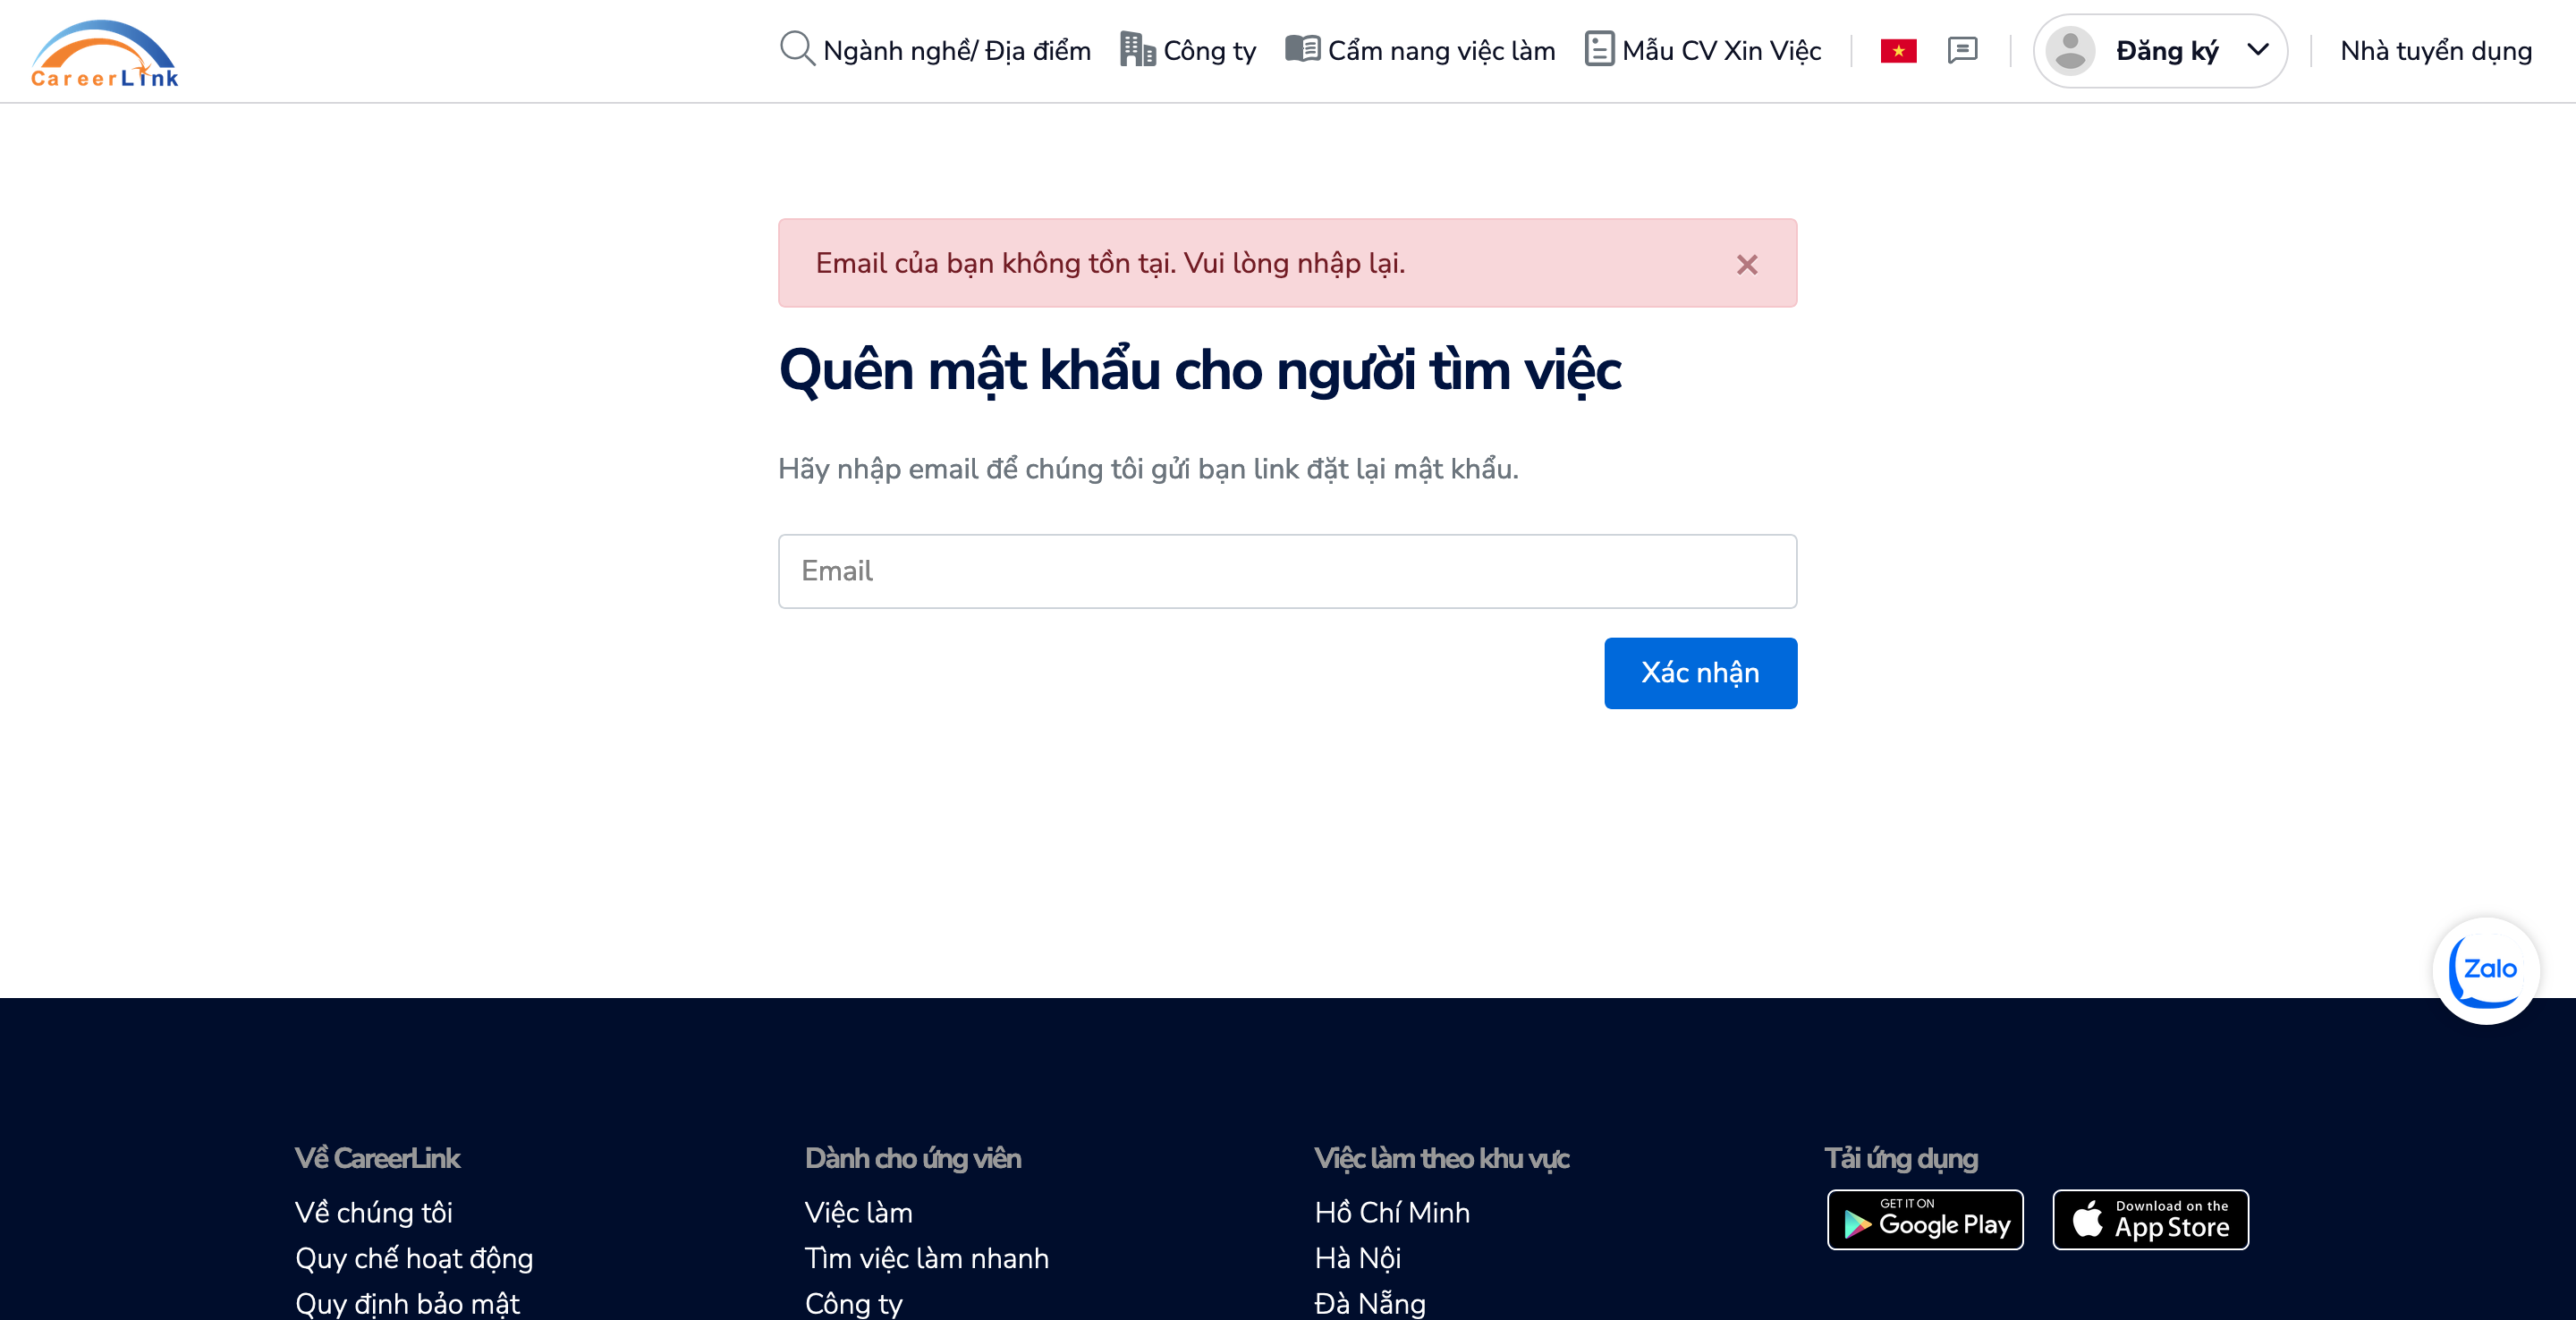 CareerLink
Ngành nghề/ Địa điểm
Công ty
Cẩm nang việc làm
Mẫu CV Xin Việc
Đăng ký
Nhà tuyển dụng
Email của bạn không tồn tại. Vui lòng nhập lại.
×
Quên mật khẩu cho người tìm việc
Hãy nhập email để chúng tôi gửi bạn link đặt lại mật khẩu.
Email
Xác nhận
Zalo
Về CareerLink
Về chúng tôi
Quy chế hoạt động
Quy định bảo mật
Dành cho ứng viên
Việc làm
Tìm việc làm nhanh
Công ty
Việc làm theo khu vực
Hồ Chí Minh
Hà Nội
Đà Nẵng
Tải ứng dụng
GET IT ON
Google Play
Download on the
App Store